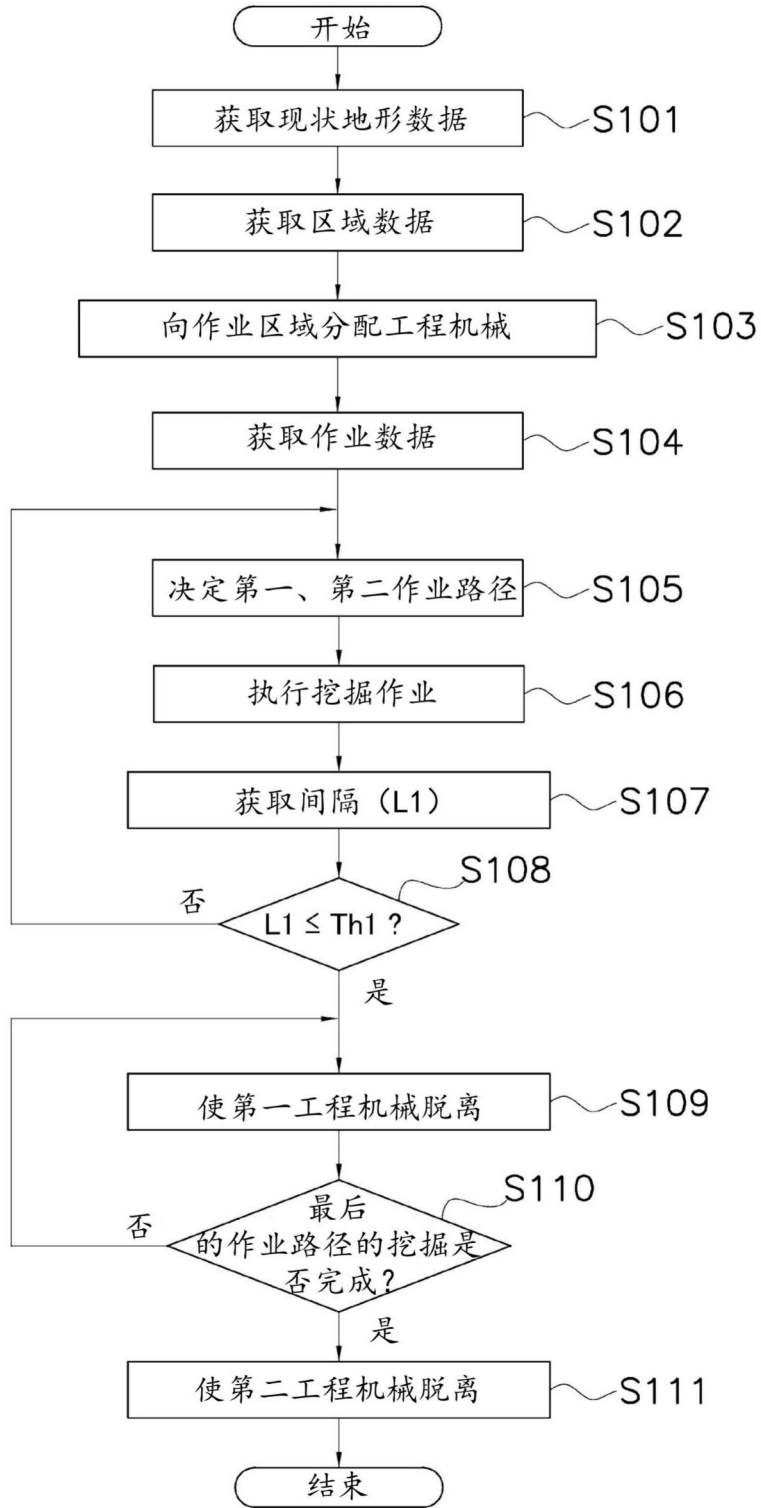 开始
获取现状地形数据
S101
获取区域数据
S102
向作业区域分配工程机械
S103
获取作业数据
S104
决定第一、第二作业路径
S105
执行挖掘作业
S106
获取间隔（L1）
S107
S108
否
L1 ≤ Th1 ?
是
使第一工程机械脱离
S109
S110
否
最后
的作业路径的挖掘是
否完成？
是
使第二工程机械脱离
S111
结束